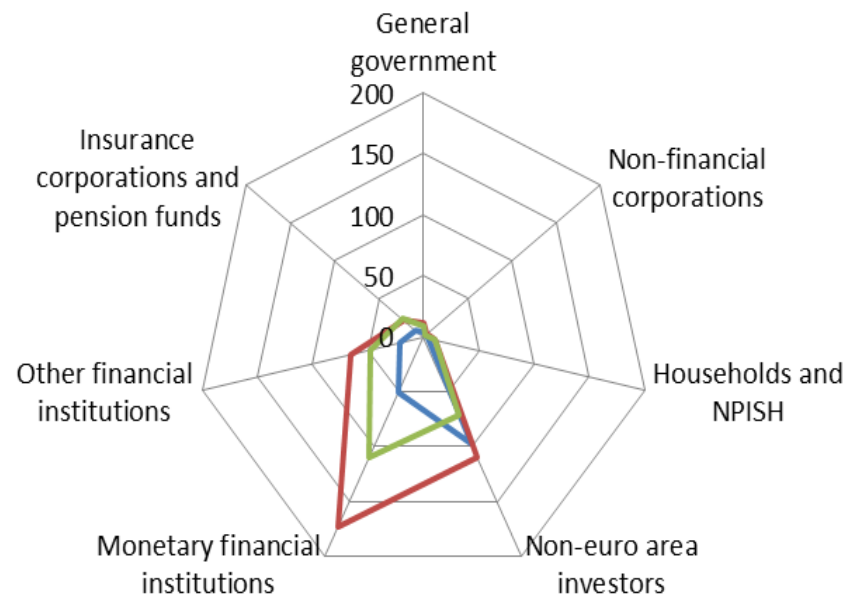 General
government
200
150
100
50
0
Insurance
corporations and
pension funds
Non-financial
corporations
Other financial
institutions
Households and
NPISH
Monetary financial
institutions
Non-euro area
investors